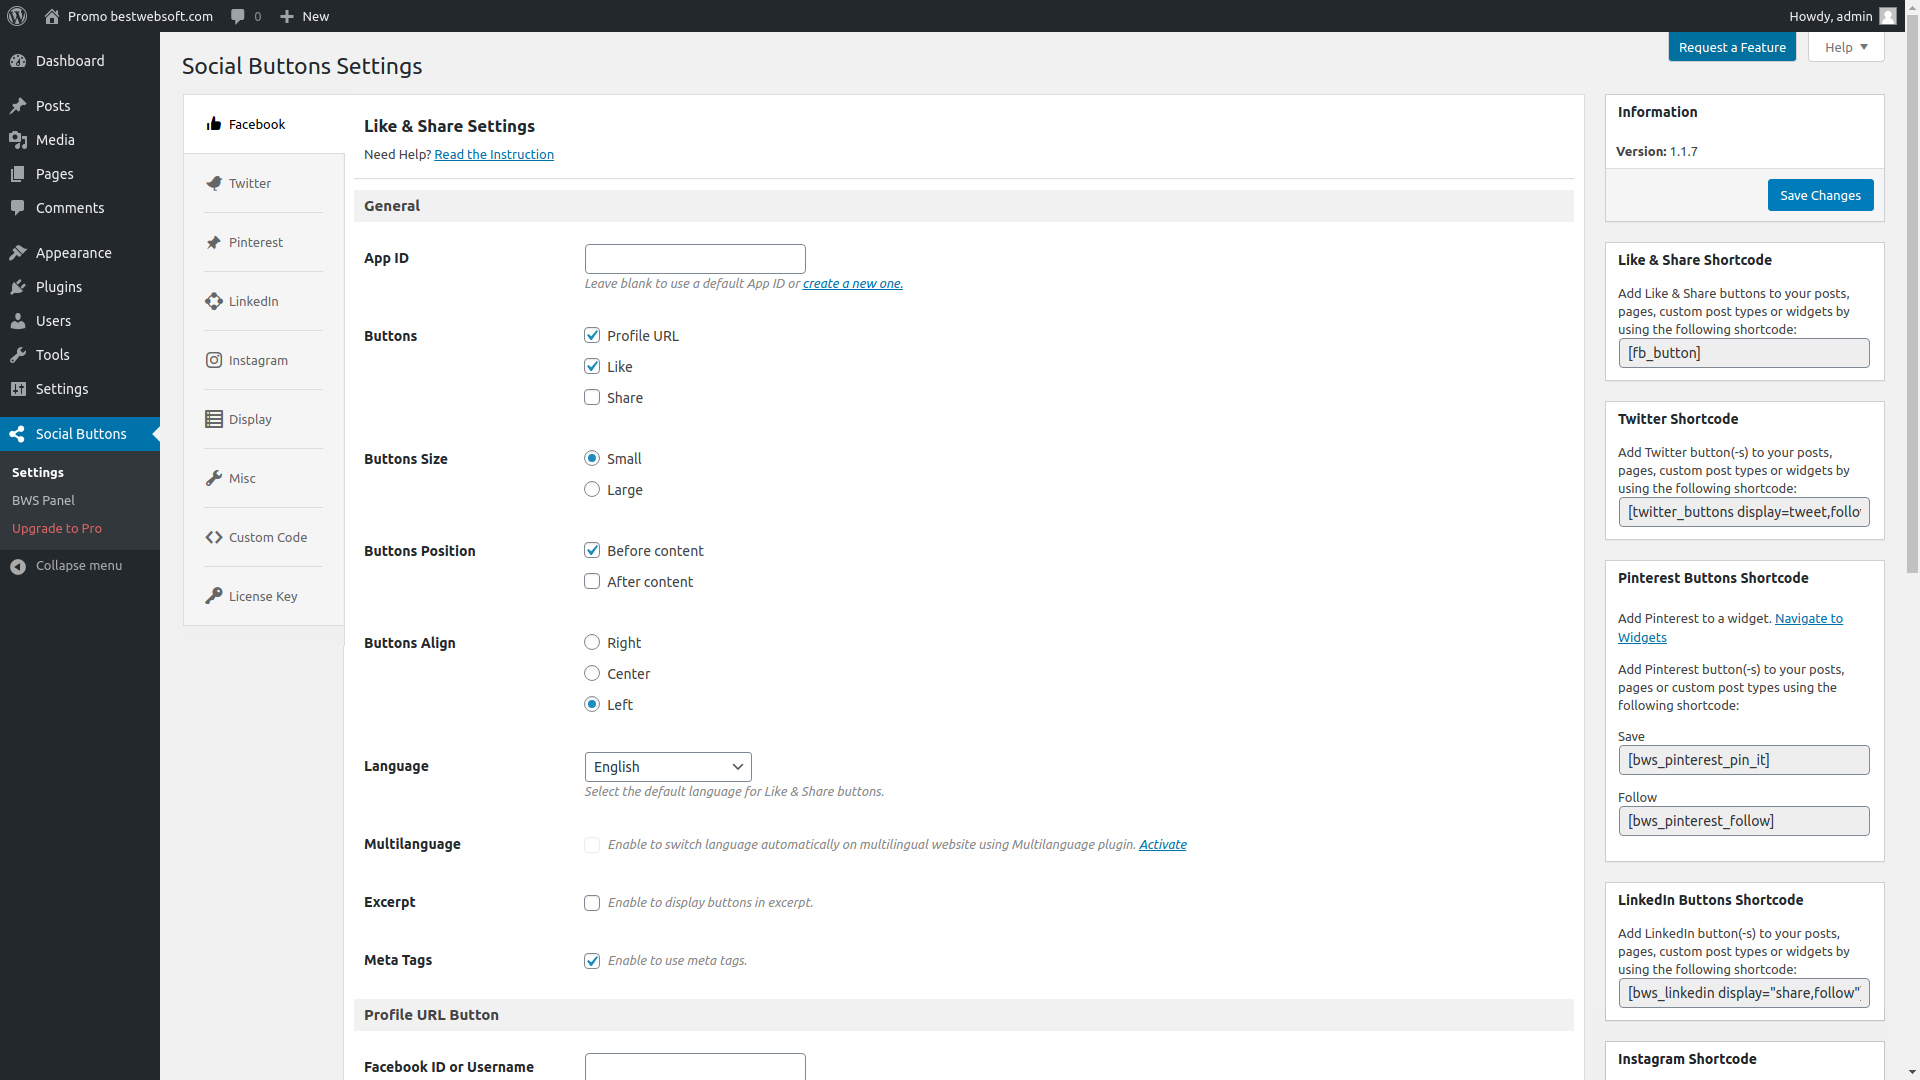 Promo bestwebsoft.com
0
New
Howdy, admin
Dashboard
Posts
Media
Pages
Comments
Appearance
Plugins
Users
Tools
Settings
Social Buttons
Settings
BWS Panel
Upgrade to Pro
Collapse menu
Social Buttons Settings
Request a Feature
Help
Facebook
Twitter
Pinterest
LinkedIn
Instagram
Display
Misc
Custom Code
License Key
Like & Share Settings
Need Help? Read the Instruction
General
App ID
Leave blank to use a default App ID or create a new one.
Buttons
Profile URL
Like
Share
Buttons Size
Small
Large
Buttons Position
Before content
After content
Buttons Align
Right
Center
Left
Language
English
Select the default language for Like & Share buttons.
Multilanguage
Enable to switch language automatically on multilingual website using Multilanguage plugin. Activate
Excerpt
Enable to display buttons in excerpt.
Meta Tags
Enable to use meta tags.
Profile URL Button
Facebook ID or Username
Information
Version: 1.1.7
Save Changes
Like & Share Shortcode
Add Like & Share buttons to your posts,
pages, custom post types or widgets by
using the following shortcode:
[fb_button]
Twitter Shortcode
Add Twitter button(-s) to your posts,
pages, custom post types or widgets by
using the following shortcode:
[twitter_buttons display=tweet,follo
Pinterest Buttons Shortcode
Add Pinterest to a widget. Navigate to
Widgets
Add Pinterest button(-s) to your posts,
pages or custom post types using the
following shortcode:
Save
[bws_pinterest_pin_it]
Follow
[bws_pinterest_follow]
LinkedIn Buttons Shortcode
Add LinkedIn button(-s) to your posts,
pages, custom post types or widgets by
using the following shortcode:
[bws_linkedin display="share,follow"
Instagram Shortcode